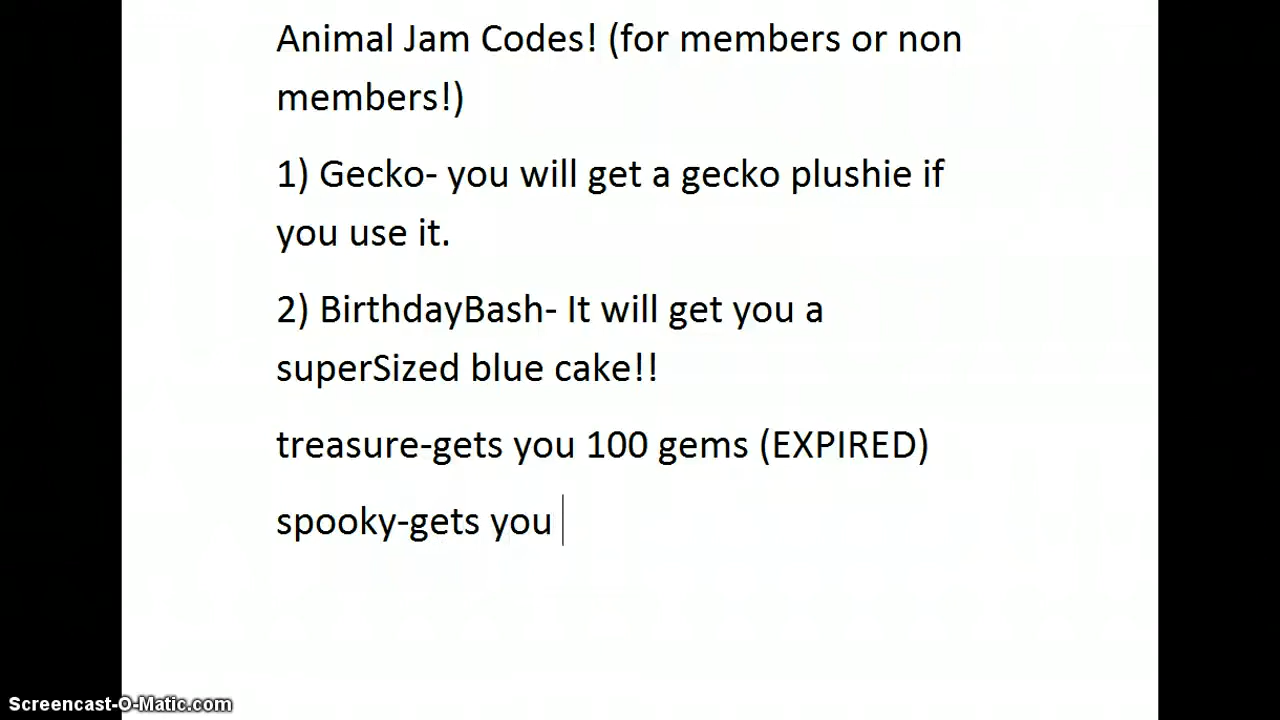 Animal Jam Codes! (for members or non
members!)
1) Gecko- you will get a gecko plushie if
you use it.
2) BirthdayBash- It will get you a
superSized blue cake!!
treasure-gets you 100 gems (EXPIRED)
spooky-gets you
Screencast-O-Matic.com